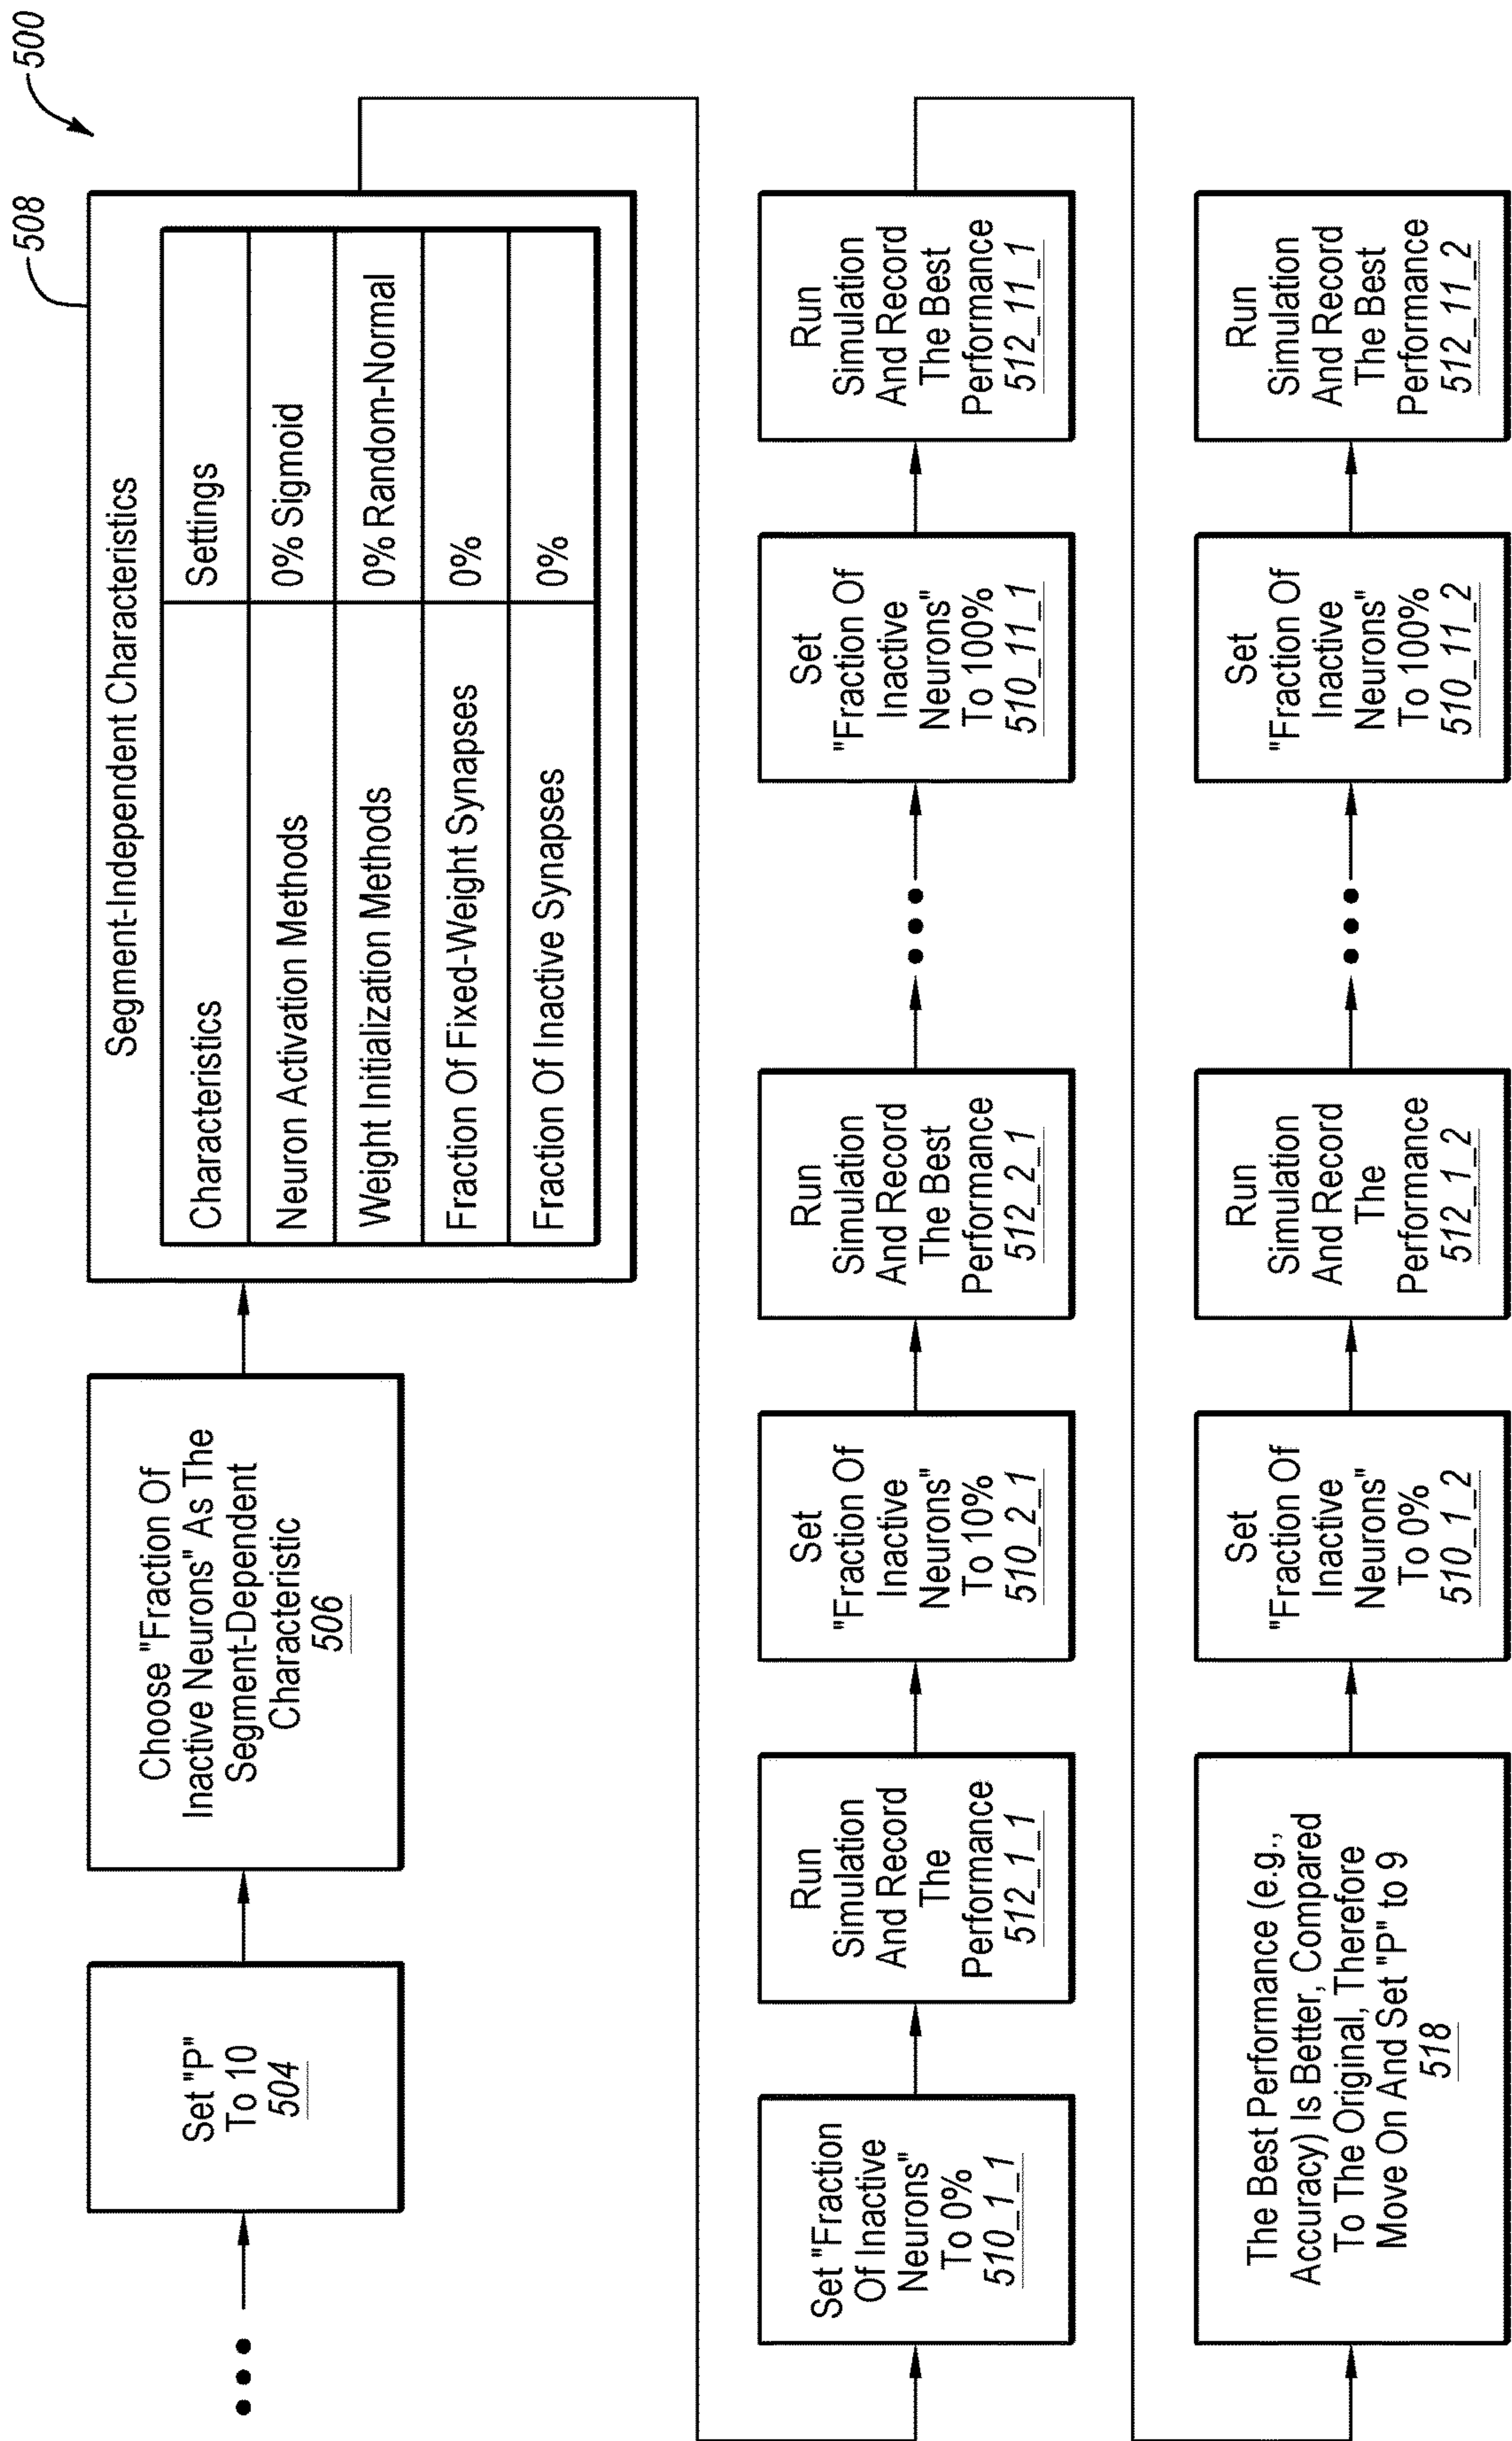 500
Set "P"
To 10
504
Choose "Fraction Of
Inactive Neurons" As The
Segment-Dependent
Characteristic
506
508
Segment-Independent Characteristics
Characteristics Settings
Neuron Activation Methods 0% Sigmoid
Weight Initialization Methods 0% Random-Normal
Fraction Of Fixed-Weight Synapses 0%
Fraction Of Inactive Synapses 0%
Set "Fraction
Of Inactive
Neurons"
To 0%
510_1_1
Run
Simulation
And Record
The
Performance
512_1_1
Set
"Fraction Of
Inactive
Neurons"
To 10%
510_2_1
Run
Simulation
And Record
The Best
Performance
512_2_1
Set
"Fraction Of
Inactive
Neurons"
To 100%
510_11_1
Run
Simulation
And Record
The Best
Performance
512_11_1
The Best Performance (e.g.,
Accuracy) Is Better, Compared
To The Original, Therefore
Move On And Set "P" to 9
518
Set
"Fraction Of
Inactive
Neurons"
To 0%
510_1_2
Run
Simulation
And Record
The
Performance
512_1_2
Set
"Fraction Of
Inactive
Neurons"
To 100%
510_11_2
Run
Simulation
And Record
The Best
Performance
512_11_2